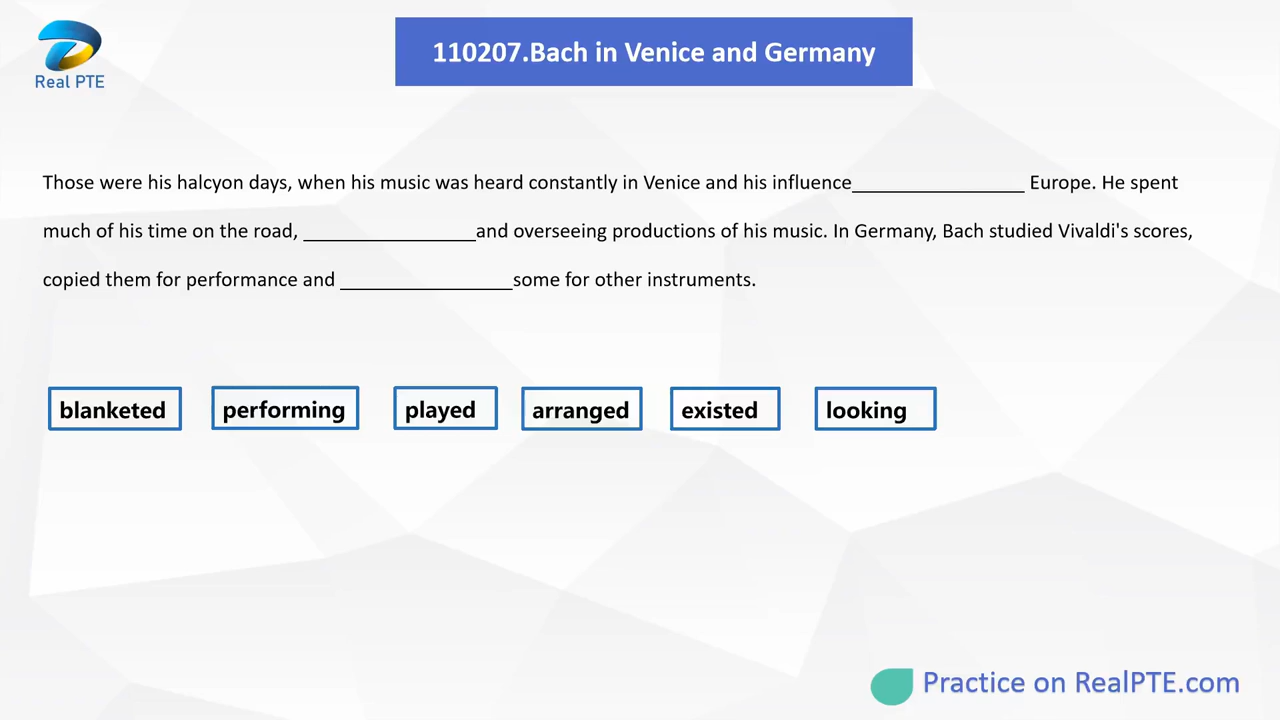 Real PTE
110207.Bach in Venice and Germany
Those were his halcyon days, when his music was heard constantly in Venice and his influence________________ Europe. He spent
much of his time on the road, ________________and overseeing productions of his music. In Germany, Bach studied Vivaldi's scores,
copied them for performance and ________________some for other instruments.
blanketed performing played arranged existed looking
Practice on RealPTE.com